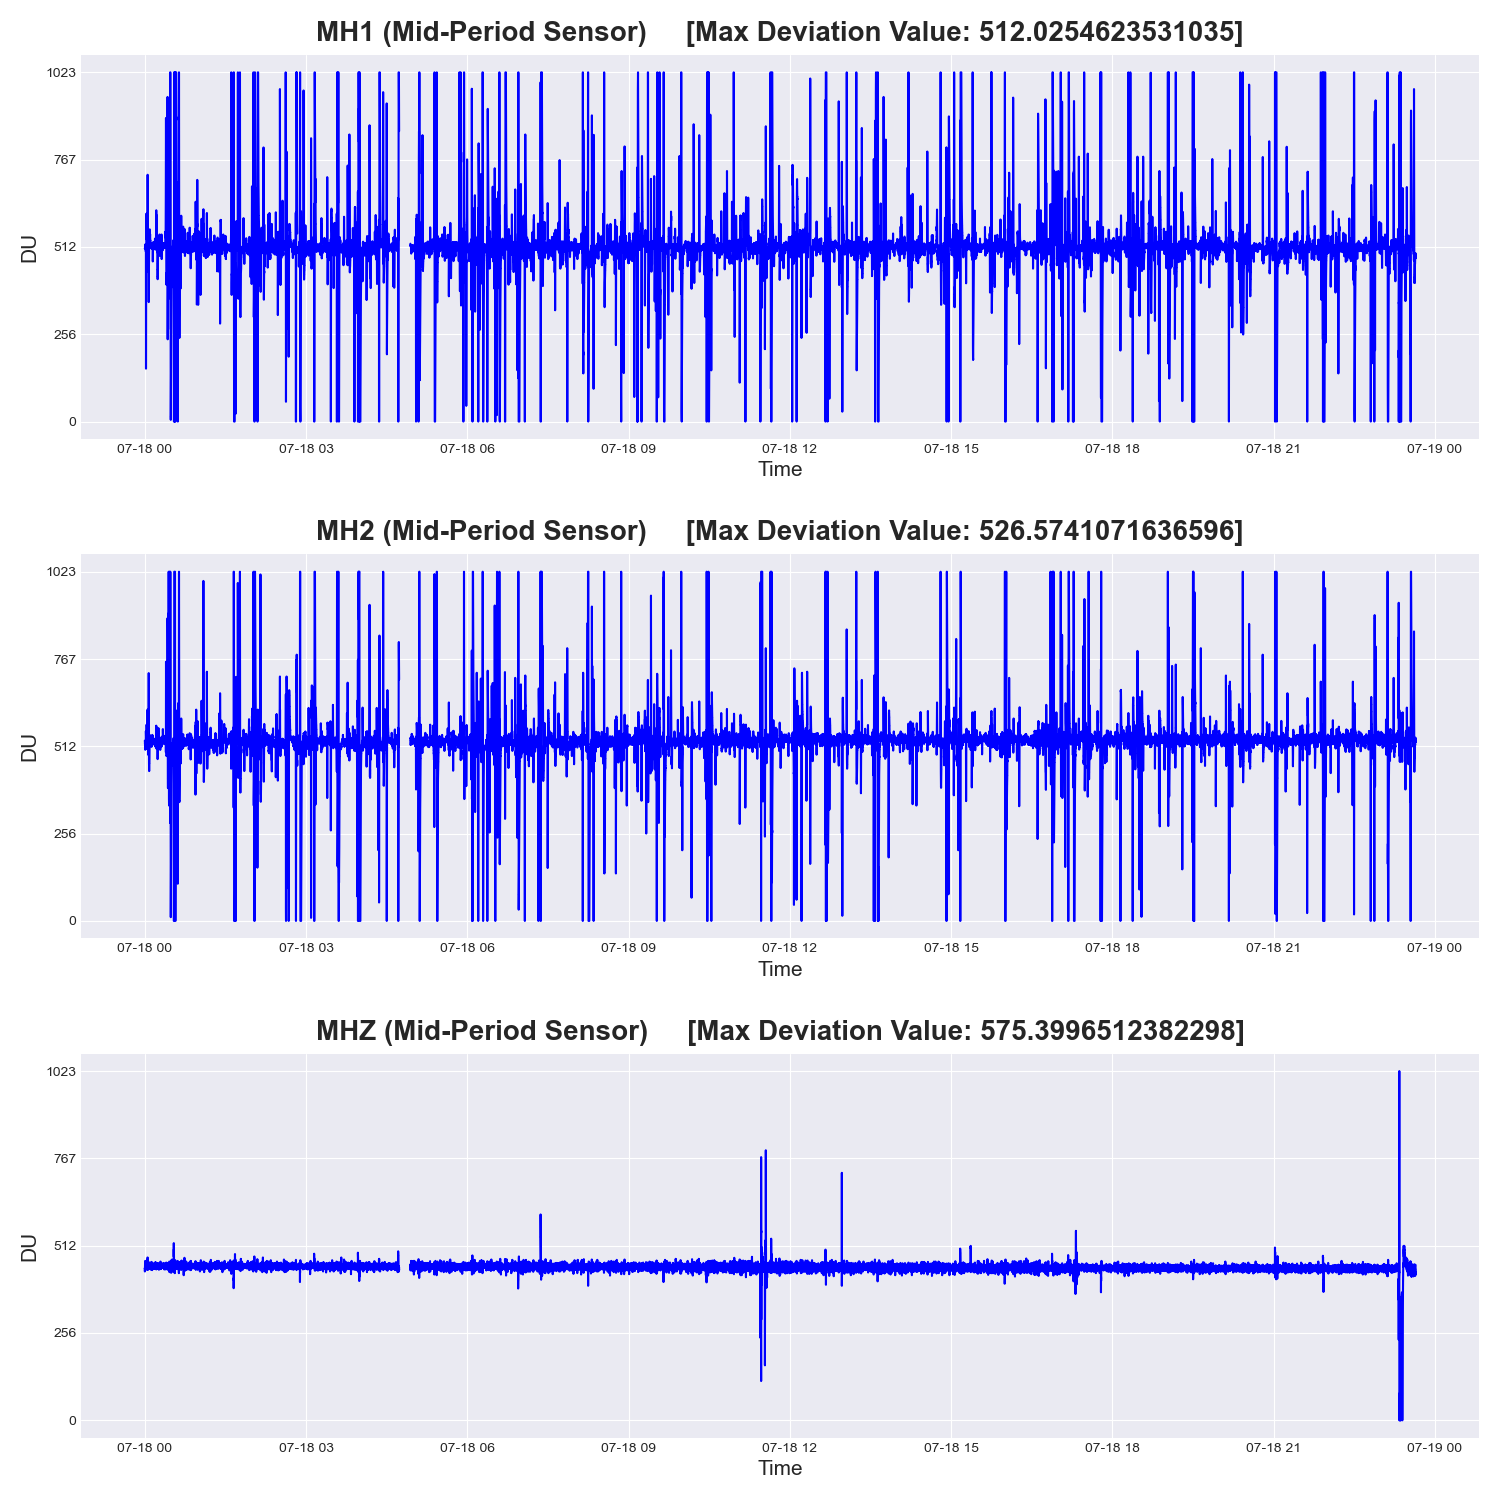 MH1 (Mid-Period Sensor) [Max Deviation Value: 512.0254623531035]
1023
767
512
256
0
DU
07-18 00 07-18 03 07-18 06 07-18 09 07-18 12 07-18 15 07-18 18 07-18 21 07-19 00
Time
MH2 (Mid-Period Sensor) [Max Deviation Value: 526.5741071636596]
1023
767
512
256
0
DU
07-18 00 07-18 03 07-18 06 07-18 09 07-18 12 07-18 15 07-18 18 07-18 21 07-19 00
Time
MHZ (Mid-Period Sensor) [Max Deviation Value: 575.3996512382298]
1023
767
512
256
0
DU
07-18 00 07-18 03 07-18 06 07-18 09 07-18 12 07-18 15 07-18 18 07-18 21 07-19 00
Time